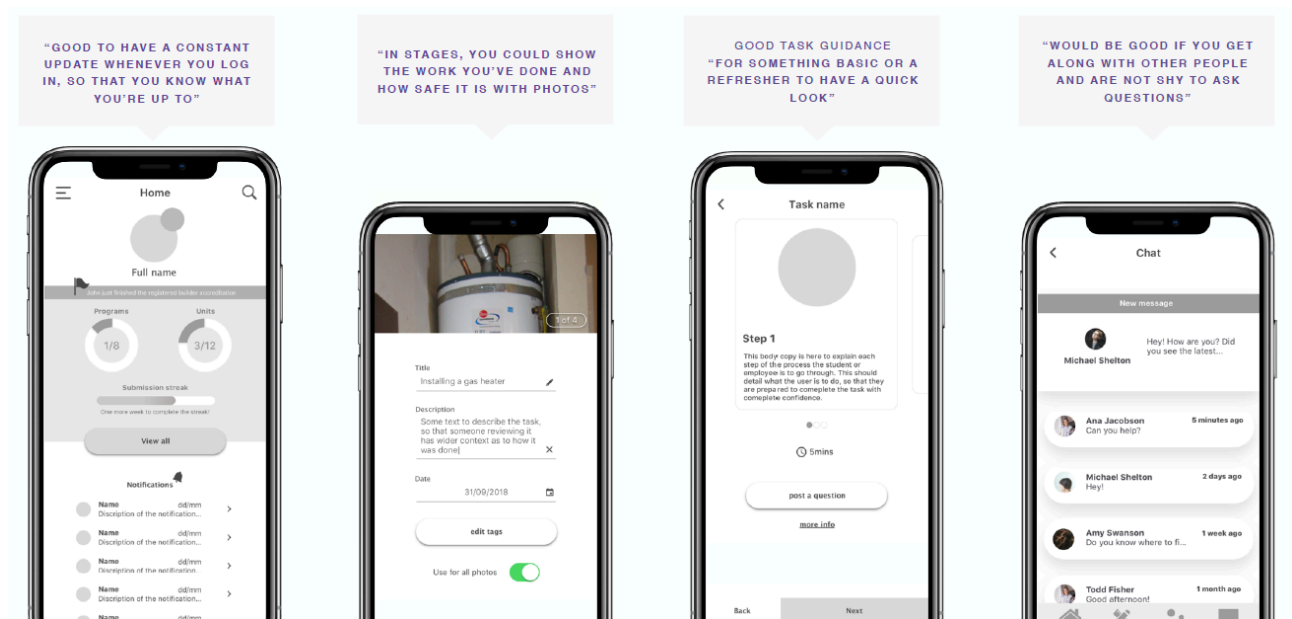 “GOOD TO HAVE A CONSTANT
UPDATE WHENEVER YOU LOG
IN, SO THAT YOU KNOW WHAT
YOU’RE UP TO”
“IN STAGES, YOU COULD SHOW
THE WORK YOU’VE DONE AND
HOW SAFE IT IS WITH PHOTOS”
GOOD TASK GUIDANCE
“FOR SOMETHING BASIC OR A
REFRESHER TO HAVE A QUICK
LOOK”
“WOULD BE GOOD IF YOU GET
ALONG WITH OTHER PEOPLE
AND ARE NOT SHY TO ASK
QUESTIONS”
Home
Full name
John just finished the registered builder accreditation
Programs Units
1/8 3/12
Submission streak
One more week to complete the streak!
View all
Notifications
Name dd/mm
Discription of the notification...
Name dd/mm
Discription of the notification...
Name dd/mm
Discription of the notification...
Name dd/mm
Discription of the notification...
Name dd/mm
1 of 4
Title
Installing a gas heater
Description
Some text to describe the task,
so that someone reviewing it
has wider context as to how it
was done
Date
31/09/2018
edit tags
Use for all photos
Task name
Step 1
This body copy is here to explain each
step of the process the student or
employee is to go through. This should
detail what the user is to do, so that they
are prepared to comeplete the task with
comeplete confidence.
5mins
post a question
more info
Back Next
Chat
New message
Michael Shelton
Hey! How are you? Did
you see the latest...
Ana Jacobson 5 minutes ago
Can you help?
Michael Shelton 2 days ago
Hey!
Amy Swanson 1 week ago
Do you know where to fi...
Todd Fisher 1 month ago
Good afternoon!